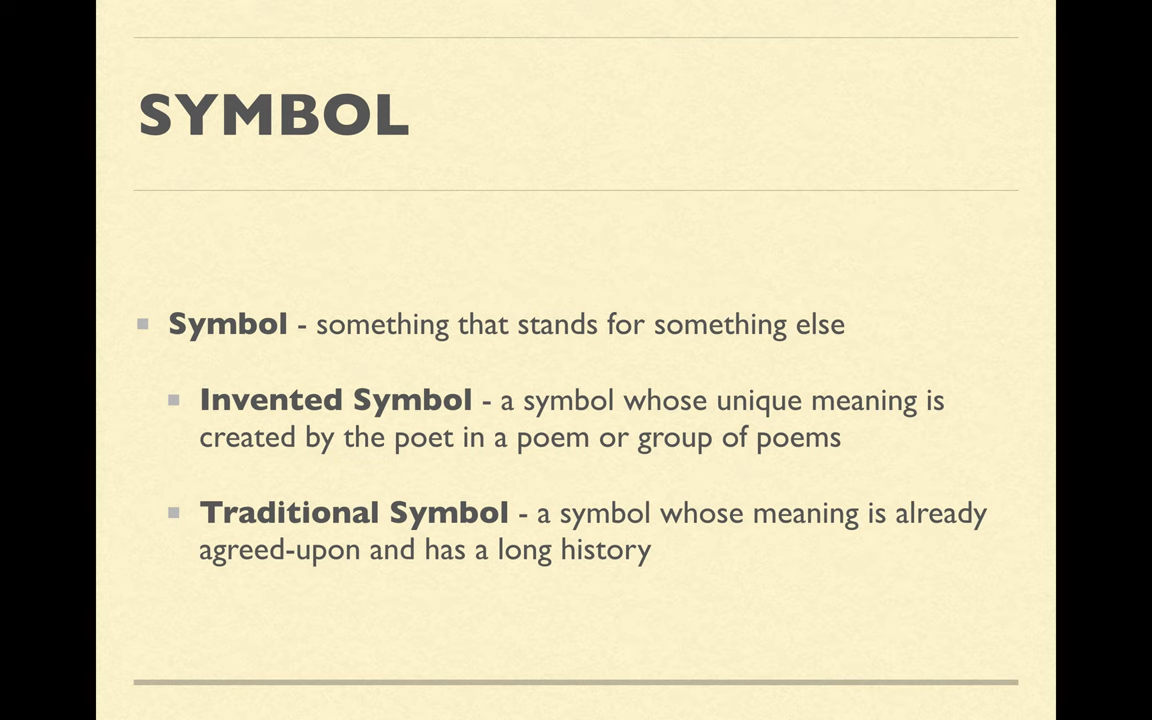 SYMBOL
Symbol - something that stands for something else
Invented Symbol - a symbol whose unique meaning is
created by the poet in a poem or group of poems
Traditional Symbol - a symbol whose meaning is already
agreed-upon and has a long history